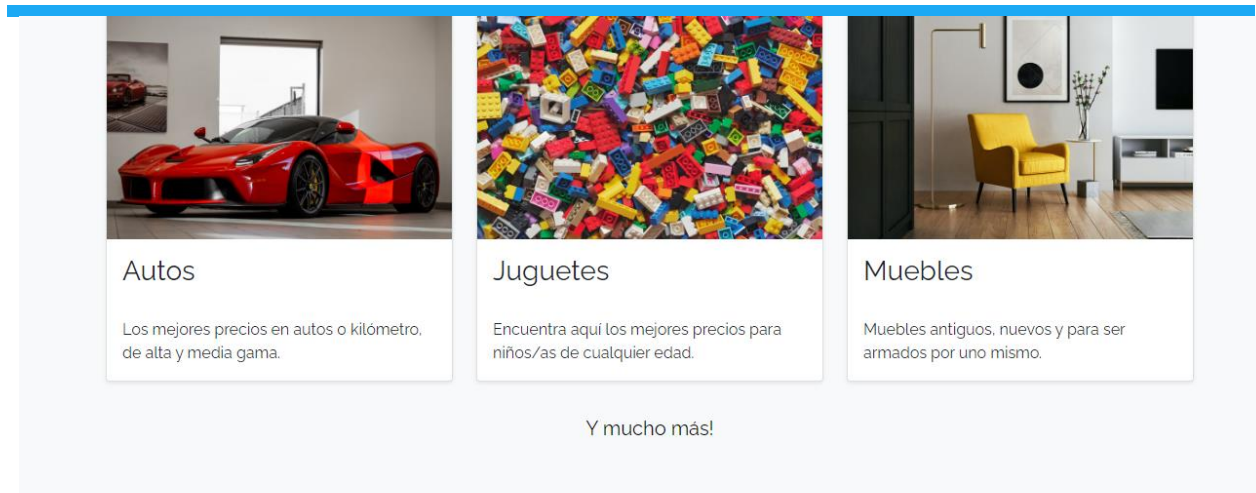 Autos
Los mejores precios en autos o kilómetro,
de alta y media gama.
Juguetes
Encuentra aquí los mejores precios para
niños/as de cualquier edad.
Muebles
Muebles antiguos, nuevos y para ser
armados por uno mismo.
Y mucho más!